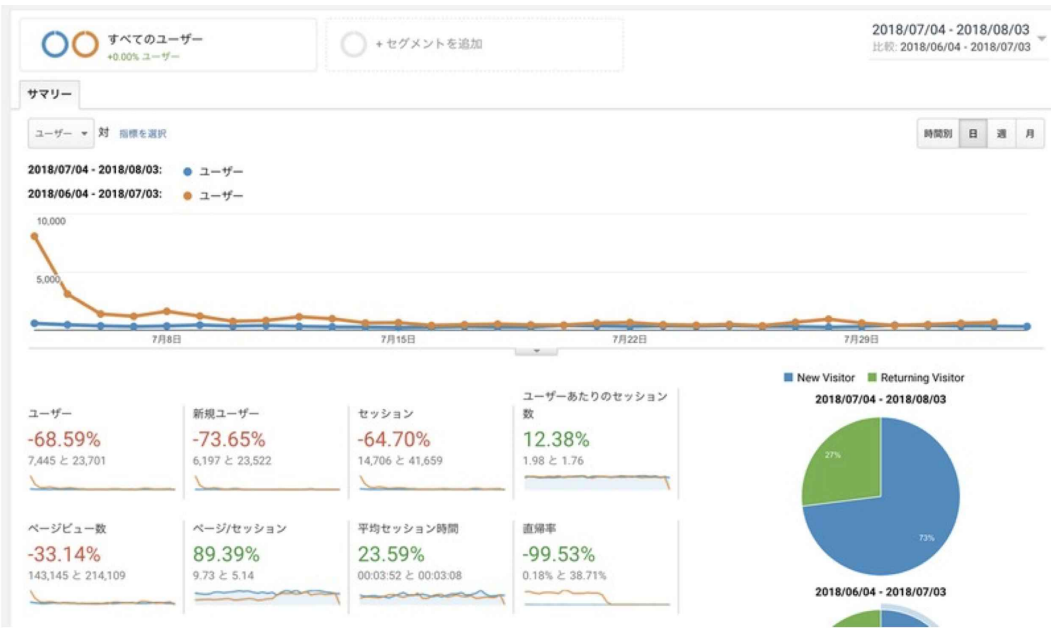 すべてのユーザー
+0.00% ユーザー
+ セグメントを追加
2018/07/04 - 2018/08/03
比較: 2018/06/04 - 2018/07/03
サマリー
ユーザー 対 指標を選択
時間別 日 週 月
2018/07/04 - 2018/08/03: ユーザー
2018/06/04 - 2018/07/03: ユーザー
10,000
5,000
7月8日 7月15日 7月22日 7月29日
ユーザー
-68.59%
7,445 と 23,701
新規ユーザー
-73.65%
6,197 と 23,522
セッション
-64.70%
14,706 と 41,659
ユーザーあたりのセッション
数
12.38%
1.98 と 1.76
ページビュー数
-33.14%
143,145 と 214,109
ページ/セッション
89.39%
9.73 と 5.14
平均セッション時間
23.59%
00:03:52 と 00:03:08
直帰率
-99.53%
0.18% と 38.71%
New Visitor Returning Visitor
2018/07/04 - 2018/08/03
27%
73%
2018/06/04 - 2018/07/03